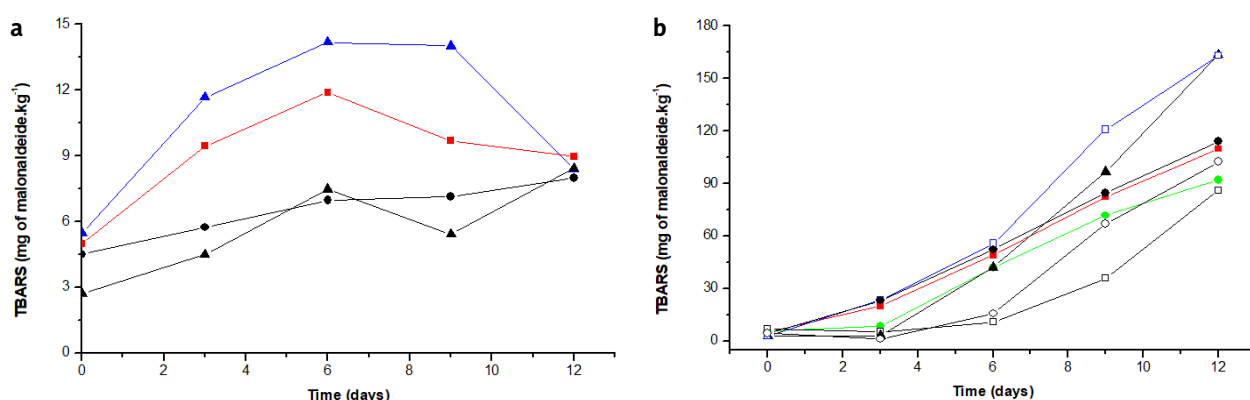 a
15
12
9
6
3
0
TBARS (mg of malonaldeide.kg⁻¹)
0 2 4 6 8 10 12
Time (days)
b
180
150
120
90
60
30
0
TBARS (mg of malonaldeide.kg⁻¹)
0 2 4 6 8 10 12
Time (days)